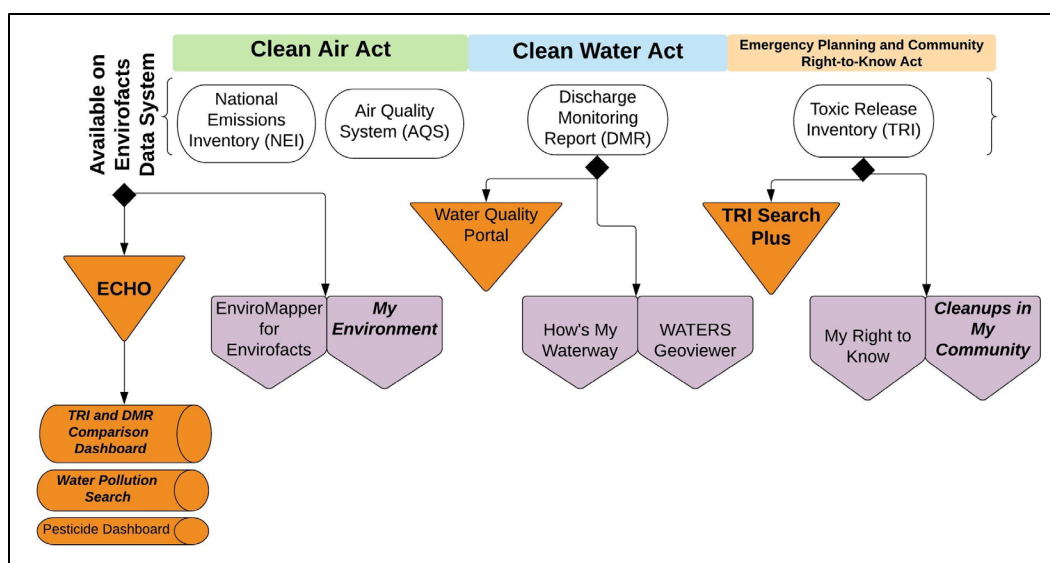 Available on
Envirofacts
Data System
Clean Air Act
Clean Water Act
Emergency Planning and Community
Right-to-Know Act
National
Emissions
Inventory (NEI)
Air Quality
System (AQS)
Discharge
Monitoring
Report (DMR)
Toxic Release
Inventory (TRI)
ECHO
EnviroMapper
for
Envirofacts
My
Environment
Water Quality
Portal
How's My
Waterway
WATERS
Geoviewer
TRI Search
Plus
My Right to
Know
Cleanups in
My
Community
TRI and DMR
Comparison
Dashboard
Water Pollution
Search
Pesticide Dashboard